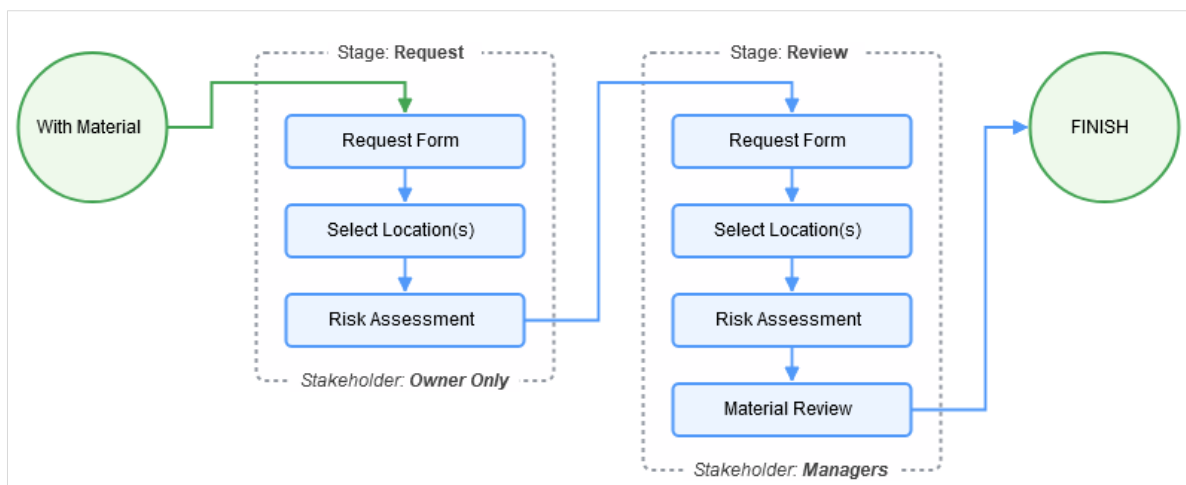 With Material
Stage: Request
Request Form
Select Location(s)
Risk Assessment
Stakeholder: Owner Only
Stage: Review
Request Form
Select Location(s)
Risk Assessment
Material Review
Stakeholder: Managers
FINISH